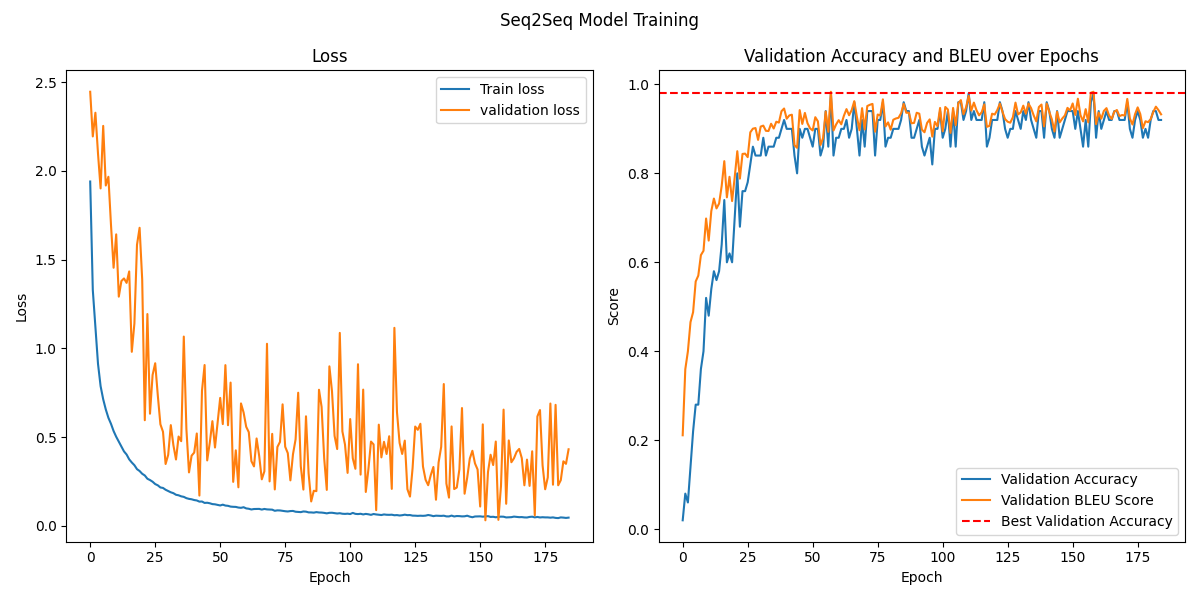 Seq2Seq Model Training
Loss
Train loss
validation loss
2.5
2.0
1.5
1.0
0.5
0.0
Loss
0 25 50 75 100 125 150 175
Epoch
Validation Accuracy and BLEU over Epochs
1.0
0.8
0.6
0.4
0.2
0.0
Score
Validation Accuracy
Validation BLEU Score
Best Validation Accuracy
0 25 50 75 100 125 150 175
Epoch